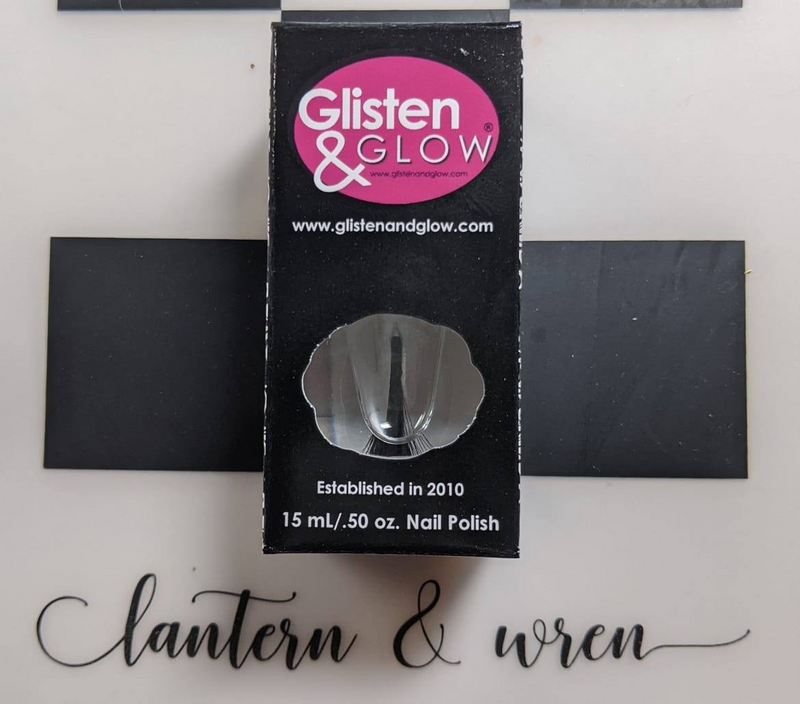 Glisten
& GLOW®
www.glistenandglow.com
www.glistenandglow.com
Established in 2010
15 mL/.50 oz. Nail Polish
lantern & wren